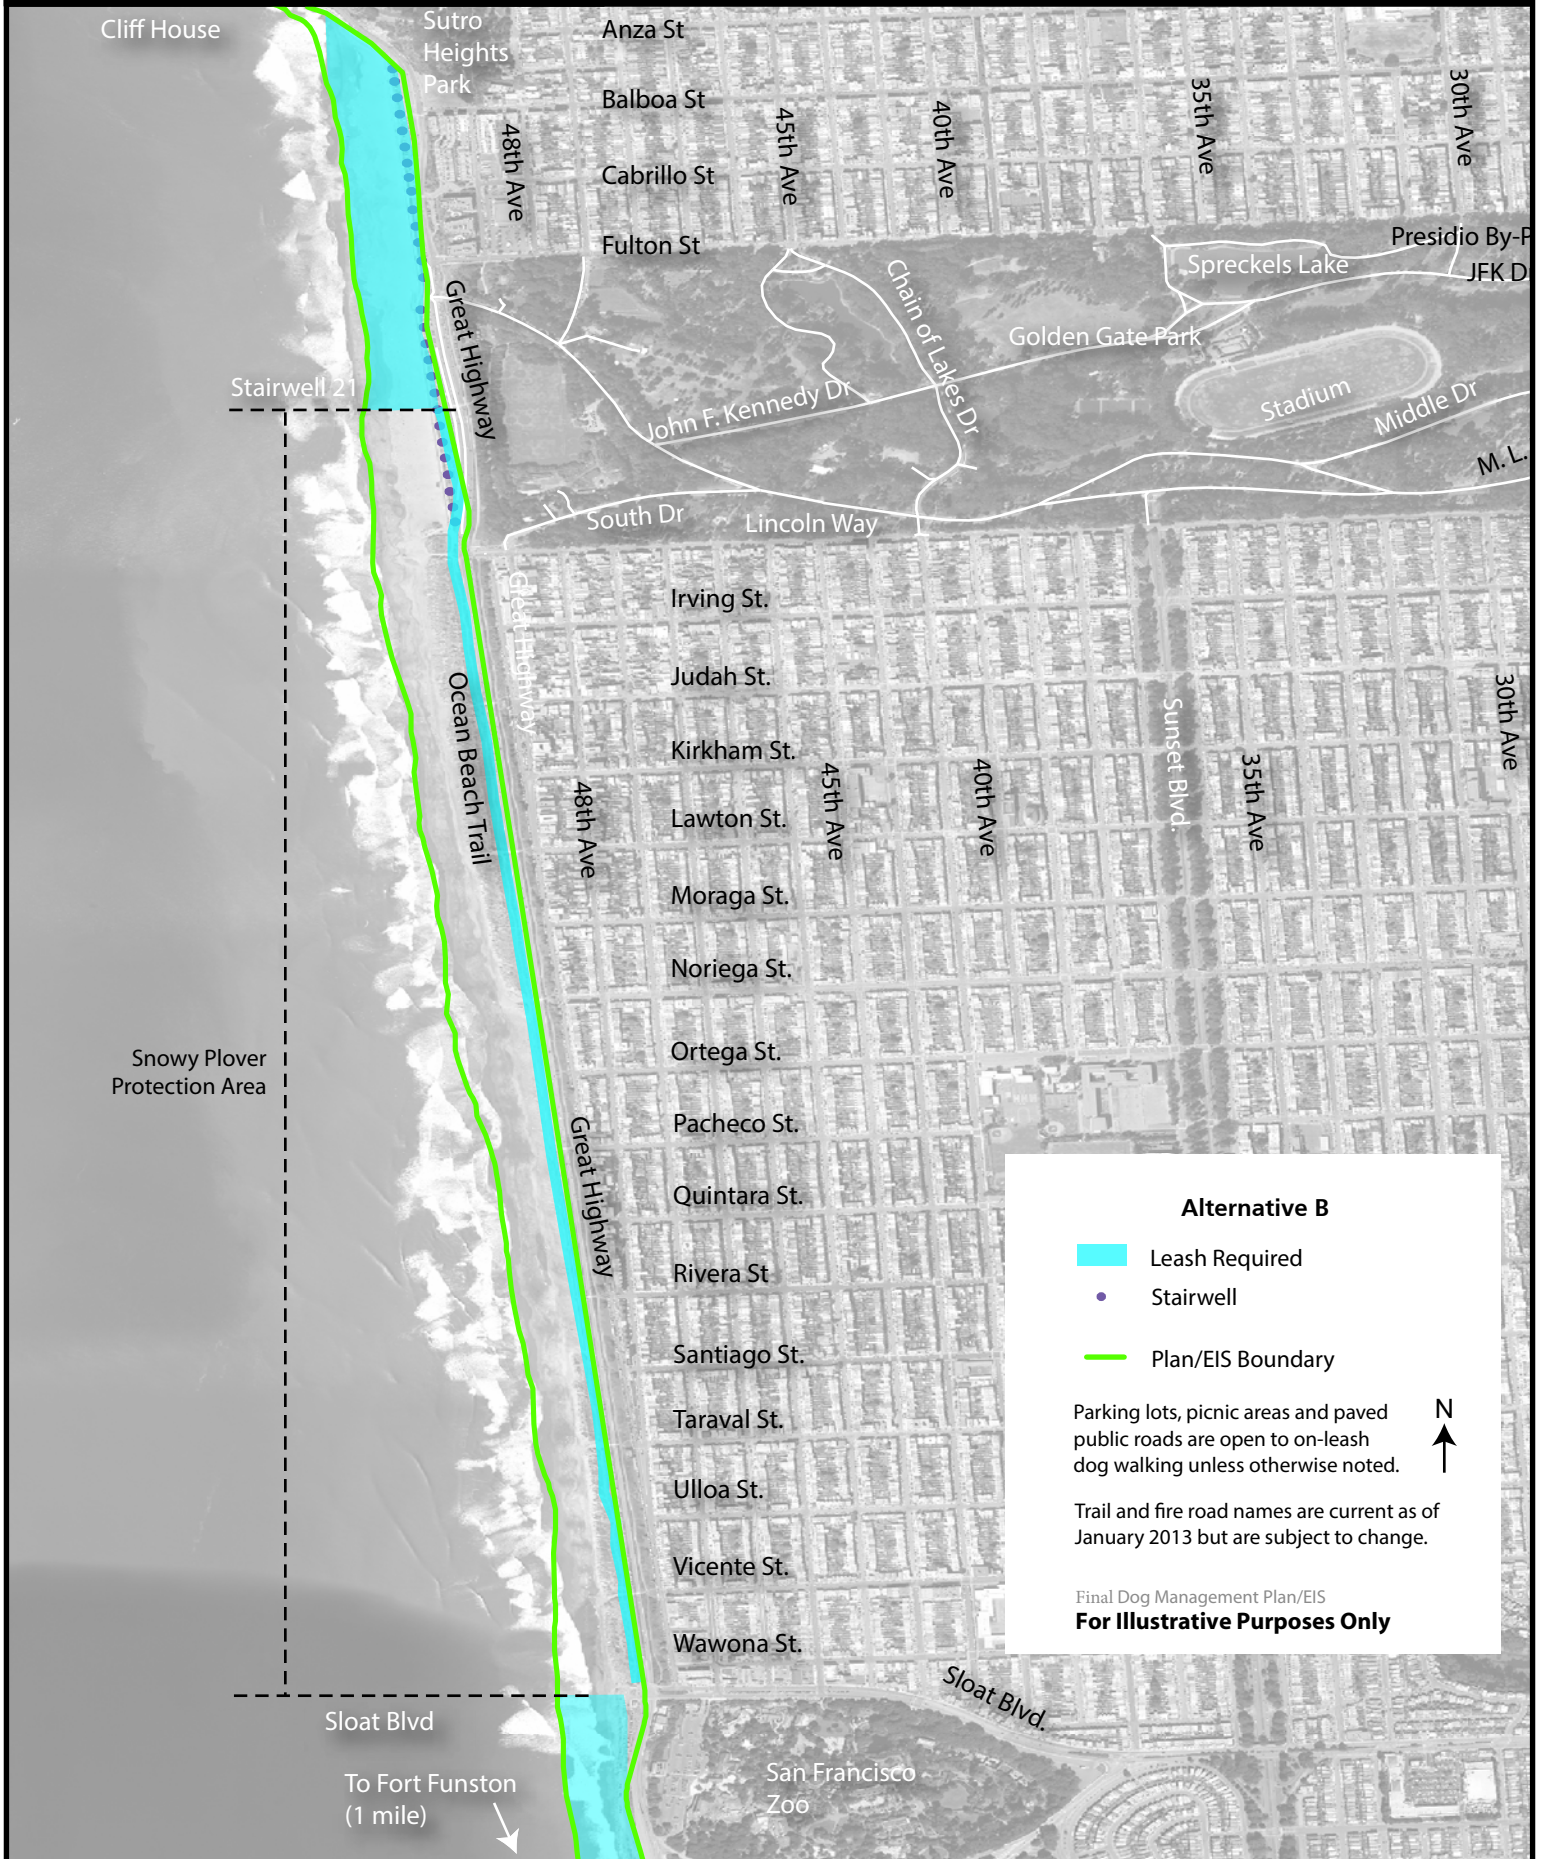 Cliff House
Sutro
Heights
Park
Anza St
Balboa St
Cabrillo St
Fulton St
48th Ave
45th Ave
40th Ave
35th Ave
30th Ave
Presidio By-P
JFK D
Spreckels Lake
Golden Gate Park
Chain of Lakes Dr
Great Highway
Stairwell 21
John F. Kennedy Dr
Stadium
Middle Dr
M. L.
South Dr
Lincoln Way
Great Highway
Irving St.
Judah St.
Kirkham St.
Lawton St.
Moraga St.
Noriega St.
Ortega St.
Pacheco St.
Quintara St.
Rivera St
Santiago St.
Taraval St.
Ulloa St.
Vicente St.
Wawona St.
Ocean Beach Trail
48th Ave
45th Ave
40th Ave
Sunset Blvd.
35th Ave
30th Ave
Great Highway
Snowy Plover
Protection Area
Sloat Blvd
Sloat Blvd.
To Fort Funston
(1 mile)
San Francisco
Zoo
Alternative B
Leash Required
Stairwell
Plan/EIS Boundary
Parking lots, picnic areas and paved
public roads are open to on-leash
dog walking unless otherwise noted.
N
Trail and fire road names are current as of
January 2013 but are subject to change.
Final Dog Management Plan/EIS
For Illustrative Purposes Only